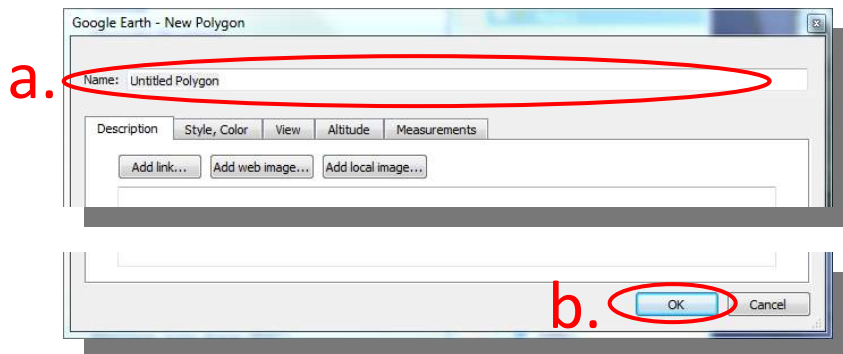 Google Earth - New Polygon
a.
Name: Untitled Polygon
Description Style, Color View Altitude Measurements
Add link... Add web image... Add local image...
b.
OK Cancel